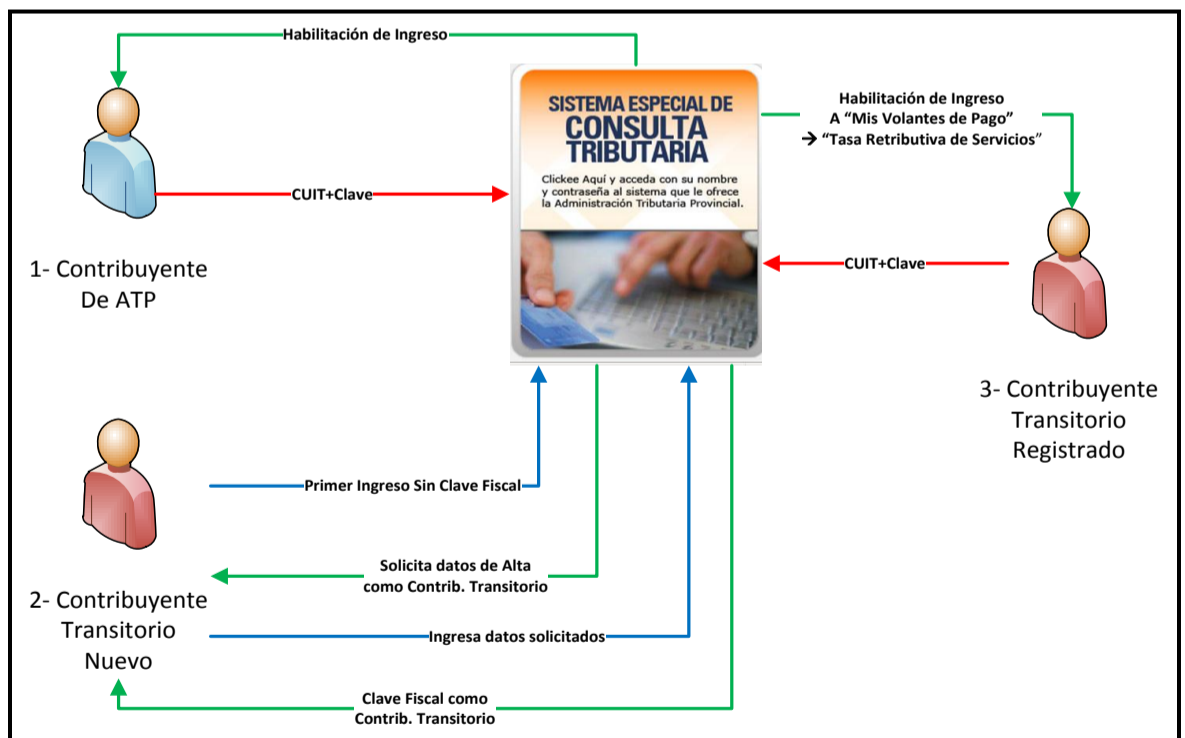 Habilitación de Ingreso
SISTEMA ESPECIAL DE
CONSULTA
TRIBUTARIA
Clickee Aquí y acceda con su nombre
y contraseña al sistema que le ofrece
la Administración Tributaria Provincial.
Habilitación de Ingreso
A “Mis Volantes de Pago”
→ “Tasa Retributiva de Servicios”
CUIT+Clave
1- Contribuyente
De ATP
CUIT+Clave
3- Contribuyente
Transitorio
Registrado
Primer Ingreso Sin Clave Fiscal
Solicita datos de Alta
como Contrib. Transitorio
2- Contribuyente
Transitorio
Nuevo
Ingresa datos solicitados
Clave Fiscal como
Contrib. Transitorio